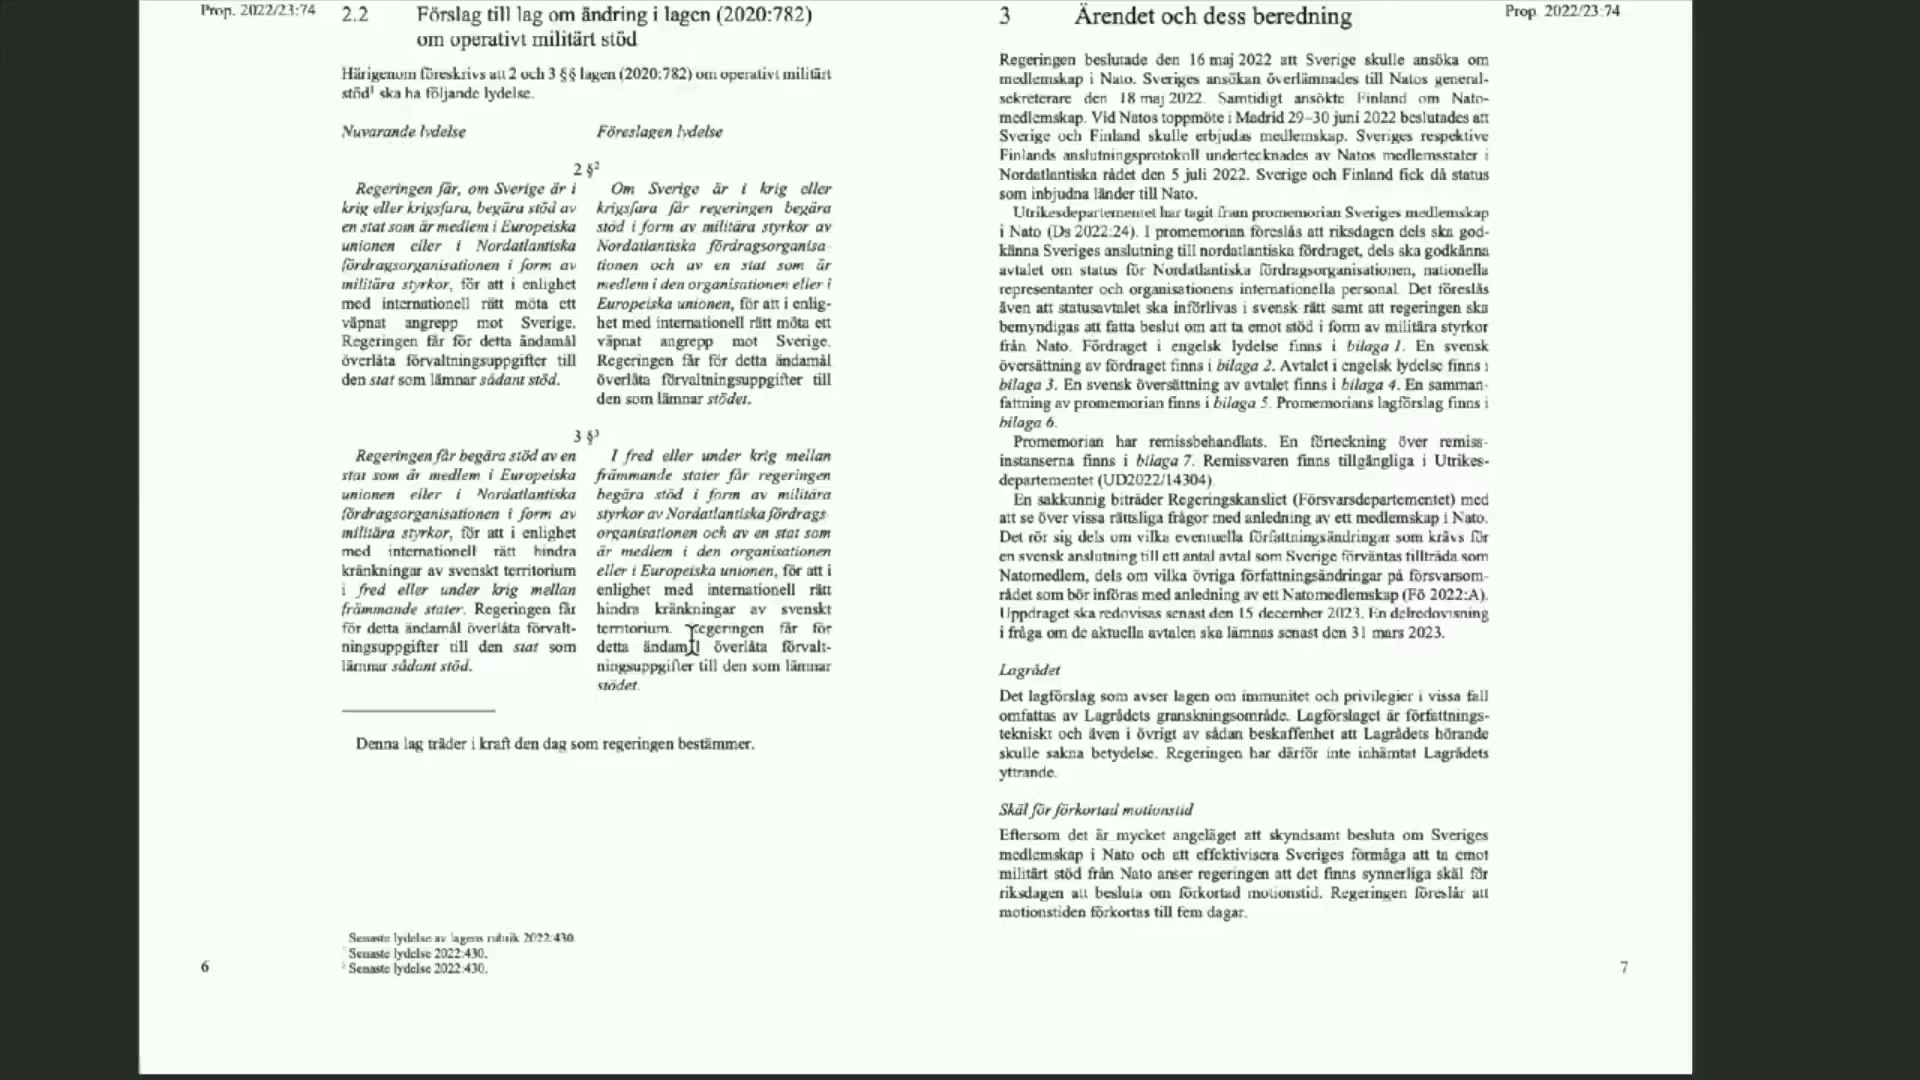 Prop. 2022/23:74
2.2 Förslag till lag om ändring i lagen (2020:782)
om operativt militärt stöd
Härigenom föreskrivs att 2 och 3 §§ lagen (2020:782) om operativt militärt
stöd¹ ska ha följande lydelse.
Nuvarande lydelse
Föreslagen lydelse
2 §²
Regeringen får, om Sverige är i
krig eller krigsfara, begära stöd av
en stat som är medlem i Europeiska
unionen eller i Nordatlantiska
fördragsorganisationen i form av
militära styrkor, för att i enlighet
med internationell rätt möta ett
väpnat angrepp mot Sverige.
Regeringen får för detta ändamål
överlåta förvaltningsuppgifter till
den stat som lämnar sådant stöd.
Om Sverige är i krig eller
krigsfara får regeringen begära
stöd i form av militära styrkor av
Nordatlantiska fördragsorganisa-
tionen och av en stat som är
medlem i den organisationen eller i
Europeiska unionen, för att i enlig-
het med internationell rätt möta ett
väpnat angrepp mot Sverige.
Regeringen får för detta ändamål
överlåta förvaltningsuppgifter till
den som lämnar stödet.
3 §³
Regeringen får begära stöd av en
stat som är medlem i Europeiska
unionen eller i Nordatlantiska
fördragsorganisationen i form av
militära styrkor, för att i enlighet
med internationell rätt hindra
kränkningar av svenskt territorium
i fred eller under krig mellan
främmande stater. Regeringen får
för detta ändamål överlåta förvalt-
ningsuppgifter till den stat som
lämnar sådant stöd.
I fred eller under krig mellan
främmande stater får regeringen
begära stöd i form av militära
styrkor av Nordatlantiska fördrags-
organisationen och av en stat som
är medlem i den organisationen
eller i Europeiska unionen, för att i
enlighet med internationell rätt
hindra kränkningar av svenskt
territorium. Regeringen får för
detta ändamål överlåta förvalt-
ningsuppgifter till den som lämnar
stödet.
Denna lag träder i kraft den dag som regeringen bestämmer.
Senaste lydelse av lagens rubrik 2022:430.
Senaste lydelse 2022:430.
³ Senaste lydelse 2022:430.
6
3 Ärendet och dess beredning
Prop. 2022/23:74
Regeringen beslutade den 16 maj 2022 att Sverige skulle ansöka om
medlemskap i Nato. Sveriges ansökan överlämnades till Natos general-
sekreterare den 18 maj 2022. Samtidigt ansökte Finland om Nato-
medlemskap. Vid Natos toppmöte i Madrid 29–30 juni 2022 beslutades att
Sverige och Finland skulle erbjudas medlemskap. Sveriges respektive
Finlands anslutningsprotokoll undertecknades av Natos medlemsstater i
Nordatlantiska rådet den 5 juli 2022. Sverige och Finland fick då status
som inbjudna länder till Nato.
Utrikesdepartementet har tagit fram promemorian Sveriges medlemskap
i Nato (Ds 2022:24). I promemorian föreslås att riksdagen dels ska god-
känna Sveriges anslutning till nordatlantiska fördraget, dels ska godkänna
avtalet om status för Nordatlantiska fördragsorganisationen, nationella
representanter och organisationens internationella personal. Det föreslås
även att statusavtalet ska införlivas i svensk rätt samt att regeringen ska
bemyndigas att fatta beslut om att ta emot stöd i form av militära styrkor
från Nato. Fördraget i engelsk lydelse finns i bilaga 1. En svensk
översättning av fördraget finns i bilaga 2. Avtalet i engelsk lydelse finns i
bilaga 3. En svensk översättning av avtalet finns i bilaga 4. En samman-
fattning av promemorian finns i bilaga 5. Promemorians lagförslag finns i
bilaga 6.
Promemorian har remissbehandlats. En förteckning över remiss-
instanserna finns i bilaga 7. Remissvaren finns tillgängliga i Utrikes-
departementet (UD2022/14304).
En sakkunnig biträder Regeringskansliet (Försvarsdepartementet) med
att se över vissa rättsliga frågor med anledning av ett medlemskap i Nato.
Det rör sig dels om vilka eventuella författningsändringar som krävs för
en svensk anslutning till ett antal avtal som Sverige förväntas tillträda som
Natomedlem, dels om vilka övriga författningsändringar på försvarsom-
rådet som bör införas med anledning av ett Natomedlemskap (Fö 2022:A).
Uppdraget ska redovisas senast den 15 december 2023. En delredovisning
i fråga om de aktuella avtalen ska lämnas senast den 31 mars 2023.
Lagrådet
Det lagförslag som avser lagen om immunitet och privilegier i vissa fall
omfattas av Lagrådets granskningsområde. Lagförslaget är författnings-
tekniskt och även i övrigt av sådan beskaffenhet att Lagrådets hörande
skulle sakna betydelse. Regeringen har därför inte inhämtat Lagrådets
yttrande.
Skäl för förkortad motionstid
Eftersom det är mycket angeläget att skyndsamt besluta om Sveriges
medlemskap i Nato och att effektivisera Sveriges förmåga att ta emot
militärt stöd från Nato anser regeringen att det finns synnerliga skäl för
riksdagen att besluta om förkortad motionstid. Regeringen föreslår att
motionstiden förkortas till fem dagar.
7